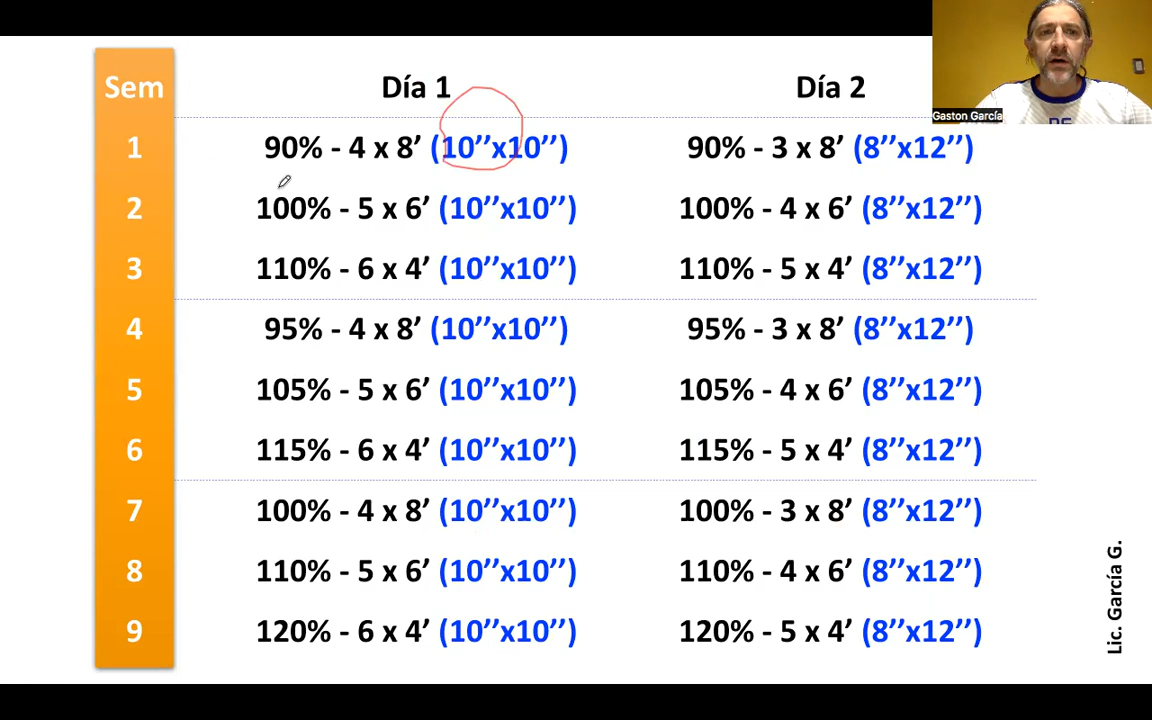 Sem Día 1 Día 2
1 90% - 4 x 8’ (10’’x10’’) 90% - 3 x 8’ (8’’x12’’)
2 100% - 5 x 6’ (10’’x10’’) 100% - 4 x 6’ (8’’x12’’)
3 110% - 6 x 4’ (10’’x10’’) 110% - 5 x 4’ (8’’x12’’)
4 95% - 4 x 8’ (10’’x10’’) 95% - 3 x 8’ (8’’x12’’)
5 105% - 5 x 6’ (10’’x10’’) 105% - 4 x 6’ (8’’x12’’)
6 115% - 6 x 4’ (10’’x10’’) 115% - 5 x 4’ (8’’x12’’)
7 100% - 4 x 8’ (10’’x10’’) 100% - 3 x 8’ (8’’x12’’)
8 110% - 5 x 6’ (10’’x10’’) 110% - 4 x 6’ (8’’x12’’)
9 120% - 6 x 4’ (10’’x10’’) 120% - 5 x 4’ (8’’x12’’)
Gaston García
Lic. García G.